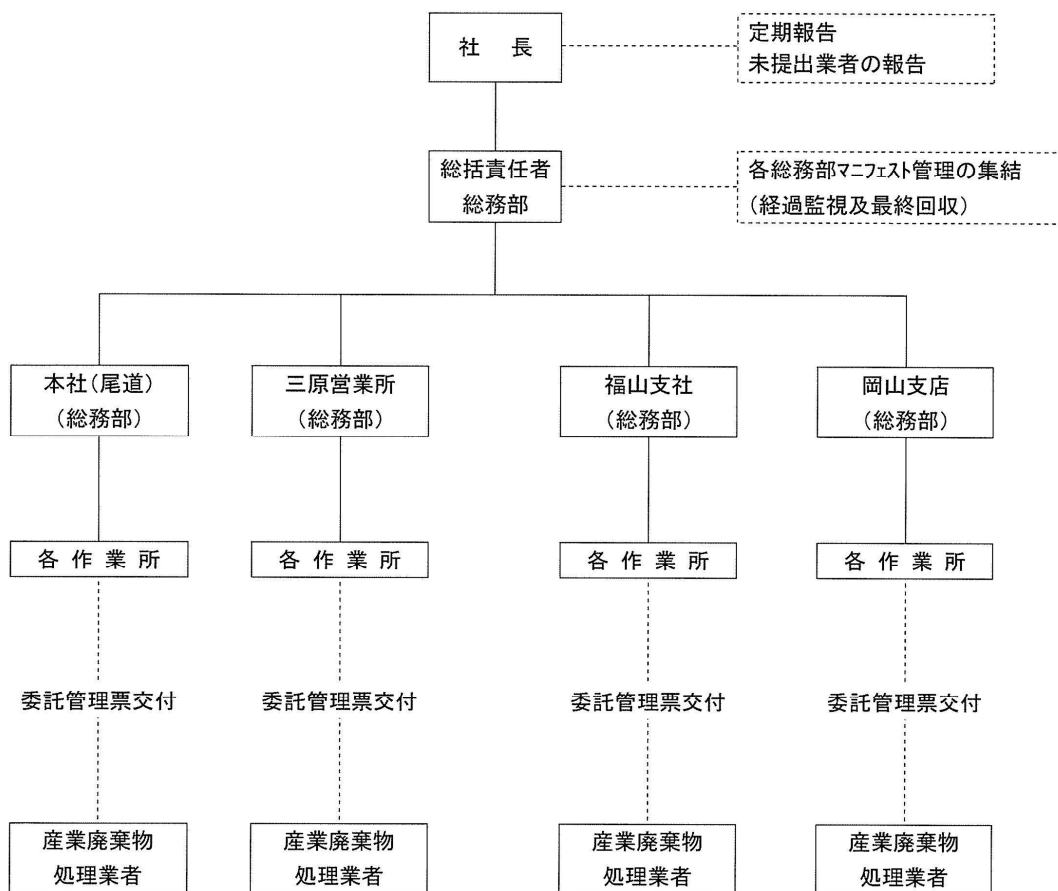 社　長
定期報告
未提出業者の報告
総括責任者
総務部
各総務部マニフェスト管理の集結
（経過監視及最終回収）
本社（尾道）
（総務部）
三原営業所
（総務部）
福山支社
（総務部）
岡山支店
（総務部）
各 作 業 所
各 作 業 所
各 作 業 所
各 作 業 所
委託管理票交付
委託管理票交付
委託管理票交付
委託管理票交付
産業廃棄物
処理業者
産業廃棄物
処理業者
産業廃棄物
処理業者
産業廃棄物
処理業者